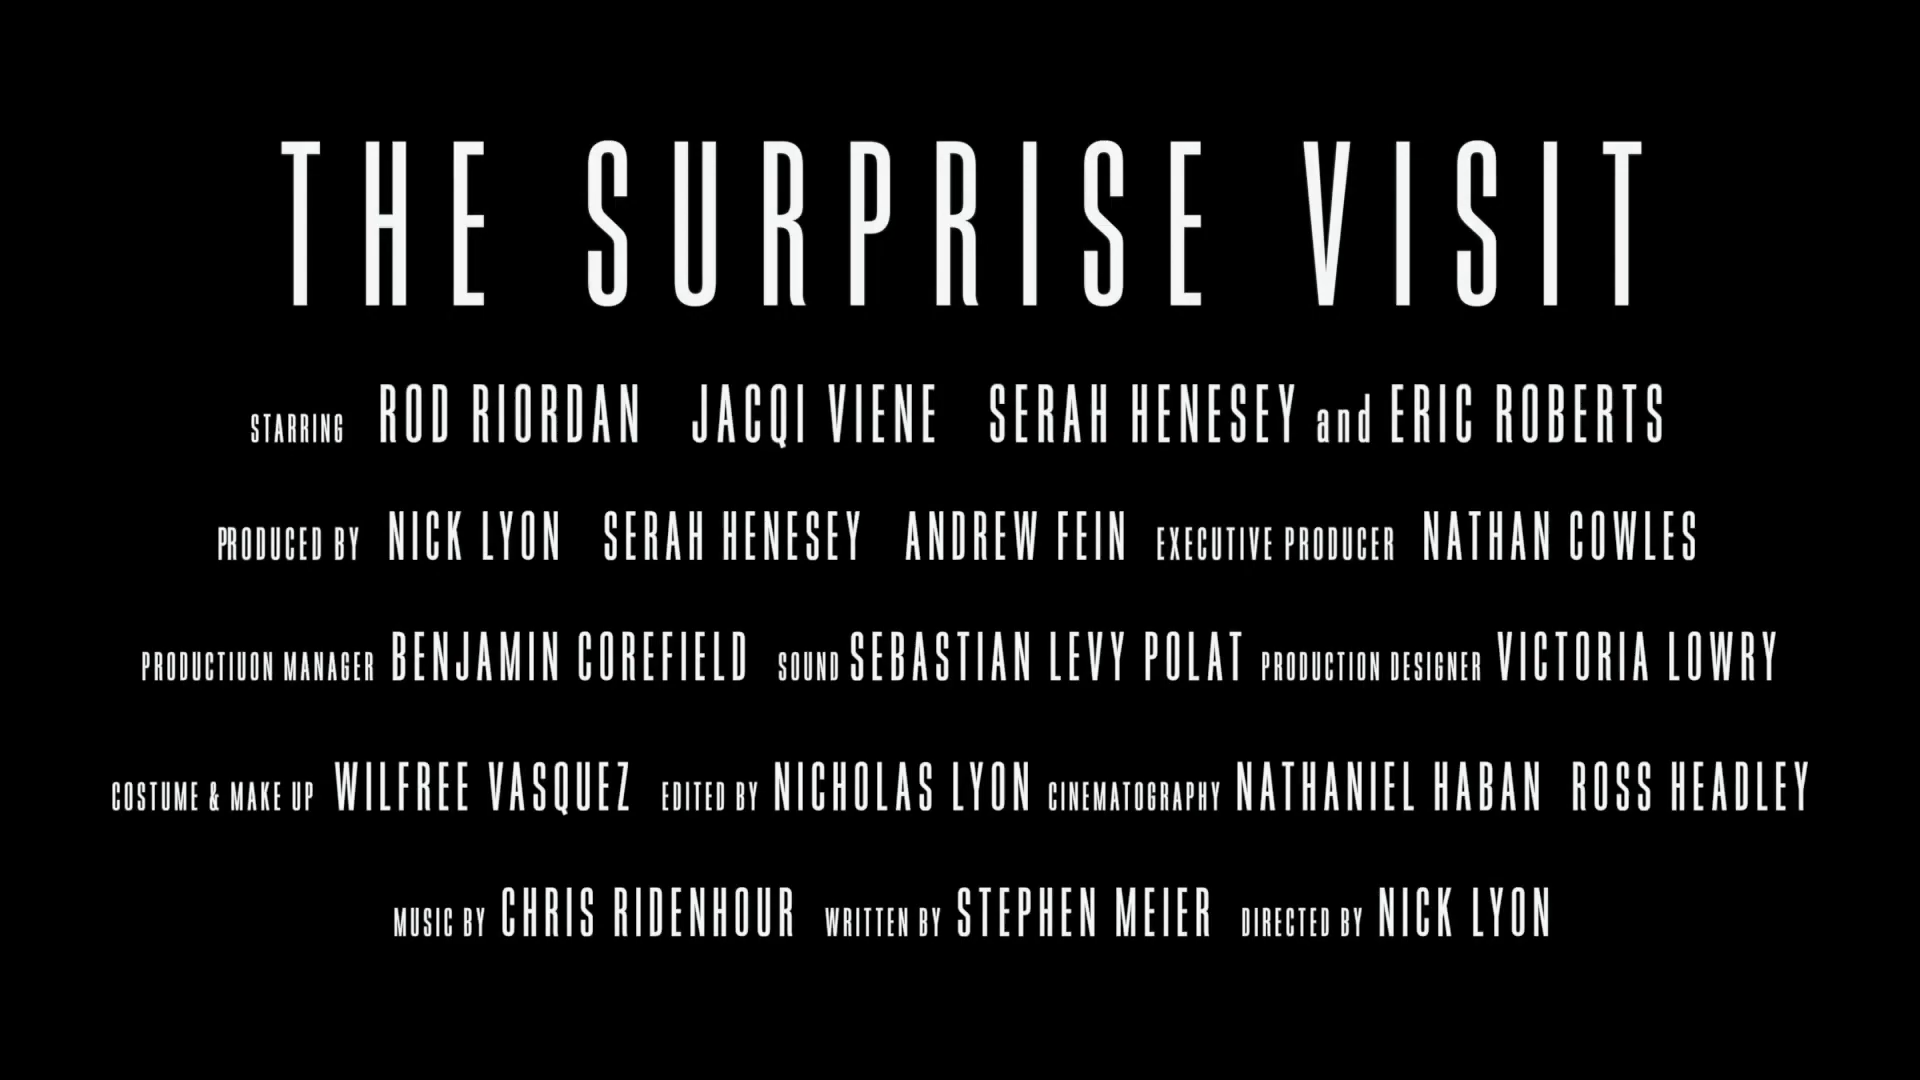 THE SURPRISE VISIT
STARRING ROD RIORDAN JACQI VIENE SERAH HENESEY and ERIC ROBERTS
PRODUCED BY NICK LYON SERAH HENESEY ANDREW FEIN EXECUTIVE PRODUCER NATHAN COWLES
PRODUCTIUON MANAGER BENJAMIN COREFIELD SOUND SEBASTIAN LEVY POLAT PRODUCTION DESIGNER VICTORIA LOWRY
COSTUME & MAKE UP WILFREE VASQUEZ EDITED BY NICHOLAS LYON CINEMATOGRAPHY NATHANIEL HABAN ROSS HEADLEY
MUSIC BY CHRIS RIDENHOUR WRITTEN BY STEPHEN MEIER DIRECTED BY NICK LYON